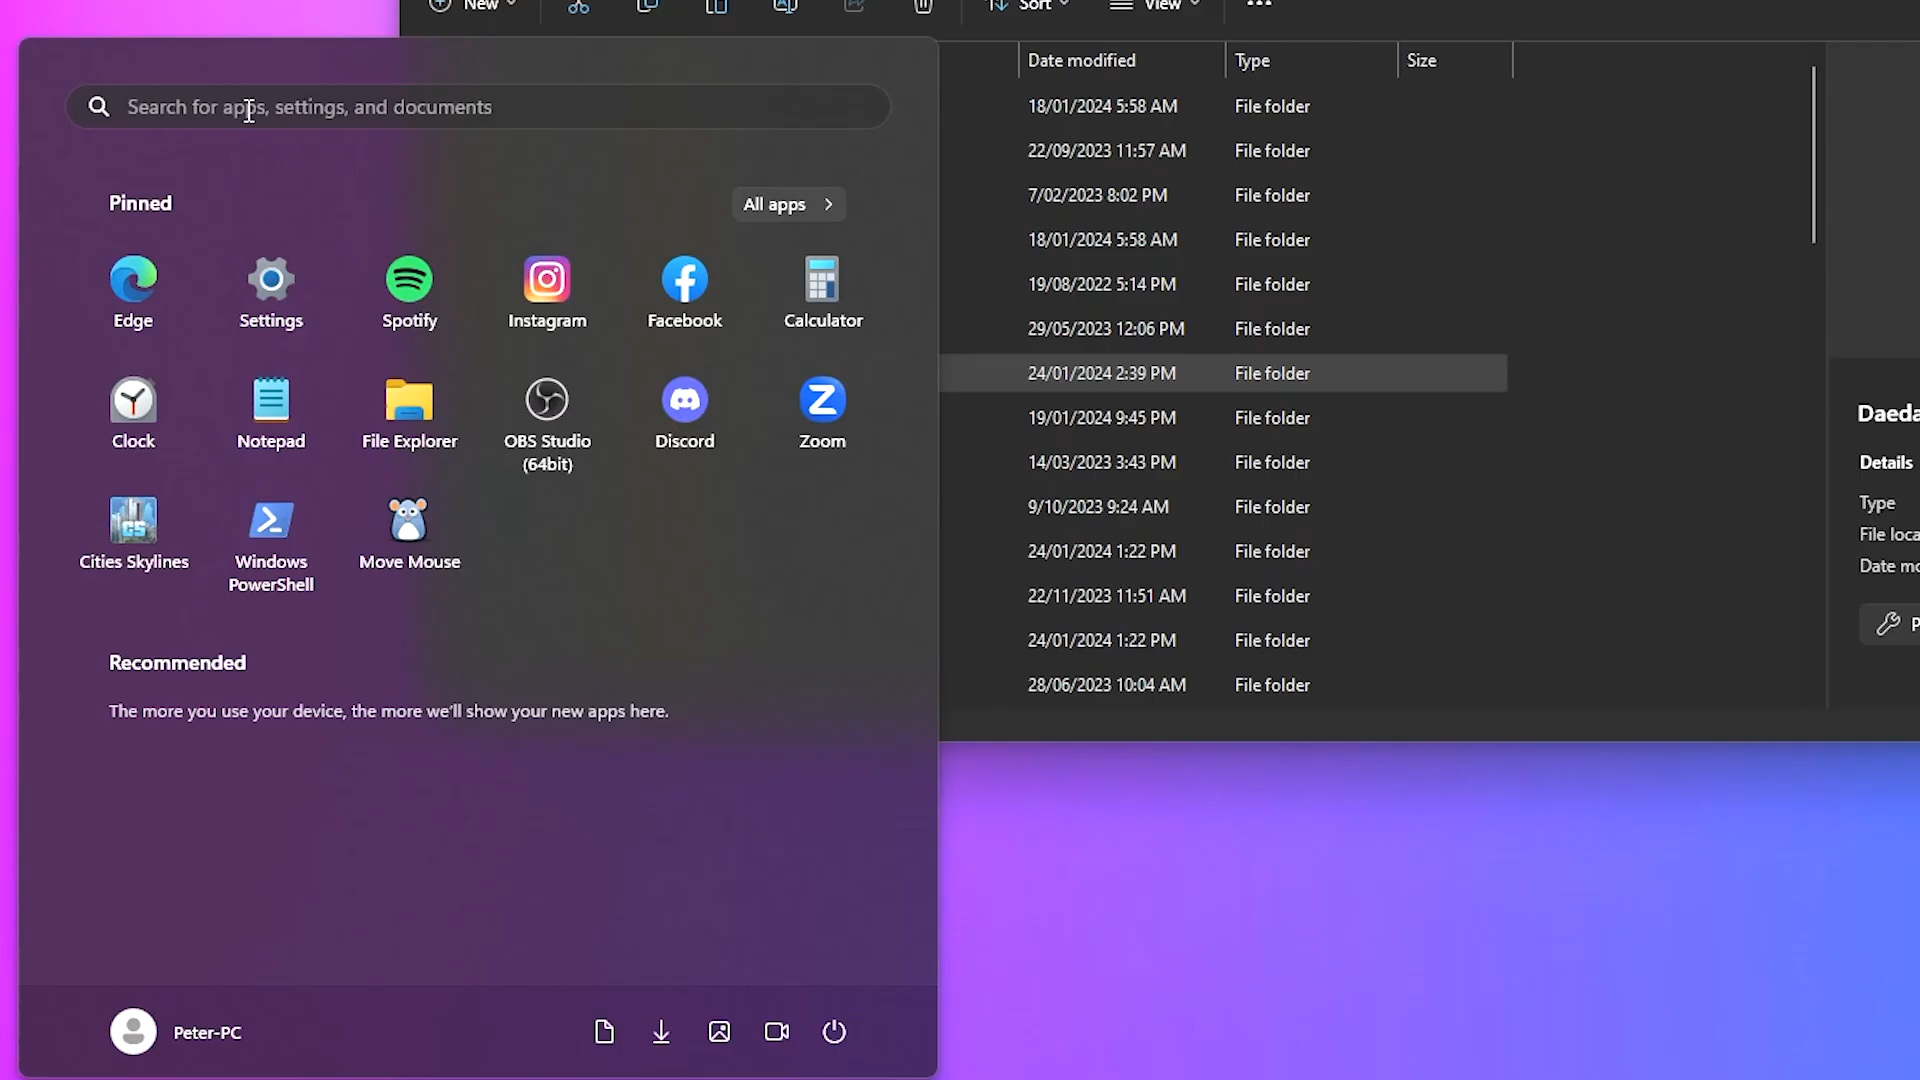 New
Sort
View
Search for apps, settings, and documents
Pinned
All apps
Edge
Settings
Spotify
Instagram
Facebook
Calculator
Clock
Notepad
File Explorer
OBS Studio
(64bit)
Discord
Zoom
Cities Skylines
Windows
PowerShell
Move Mouse
Recommended
The more you use your device, the more we'll show your new apps here.
Peter-PC
Date modified Type Size
18/01/2024 5:58 AM File folder
22/09/2023 11:57 AM File folder
7/02/2023 8:02 PM File folder
18/01/2024 5:58 AM File folder
19/08/2022 5:14 PM File folder
29/05/2023 12:06 PM File folder
24/01/2024 2:39 PM File folder
19/01/2024 9:45 PM File folder
14/03/2023 3:43 PM File folder
9/10/2023 9:24 AM File folder
24/01/2024 1:22 PM File folder
22/11/2023 11:51 AM File folder
24/01/2024 1:22 PM File folder
28/06/2023 10:04 AM File folder
Daeda
Details
Type
File loca
Date mo
P